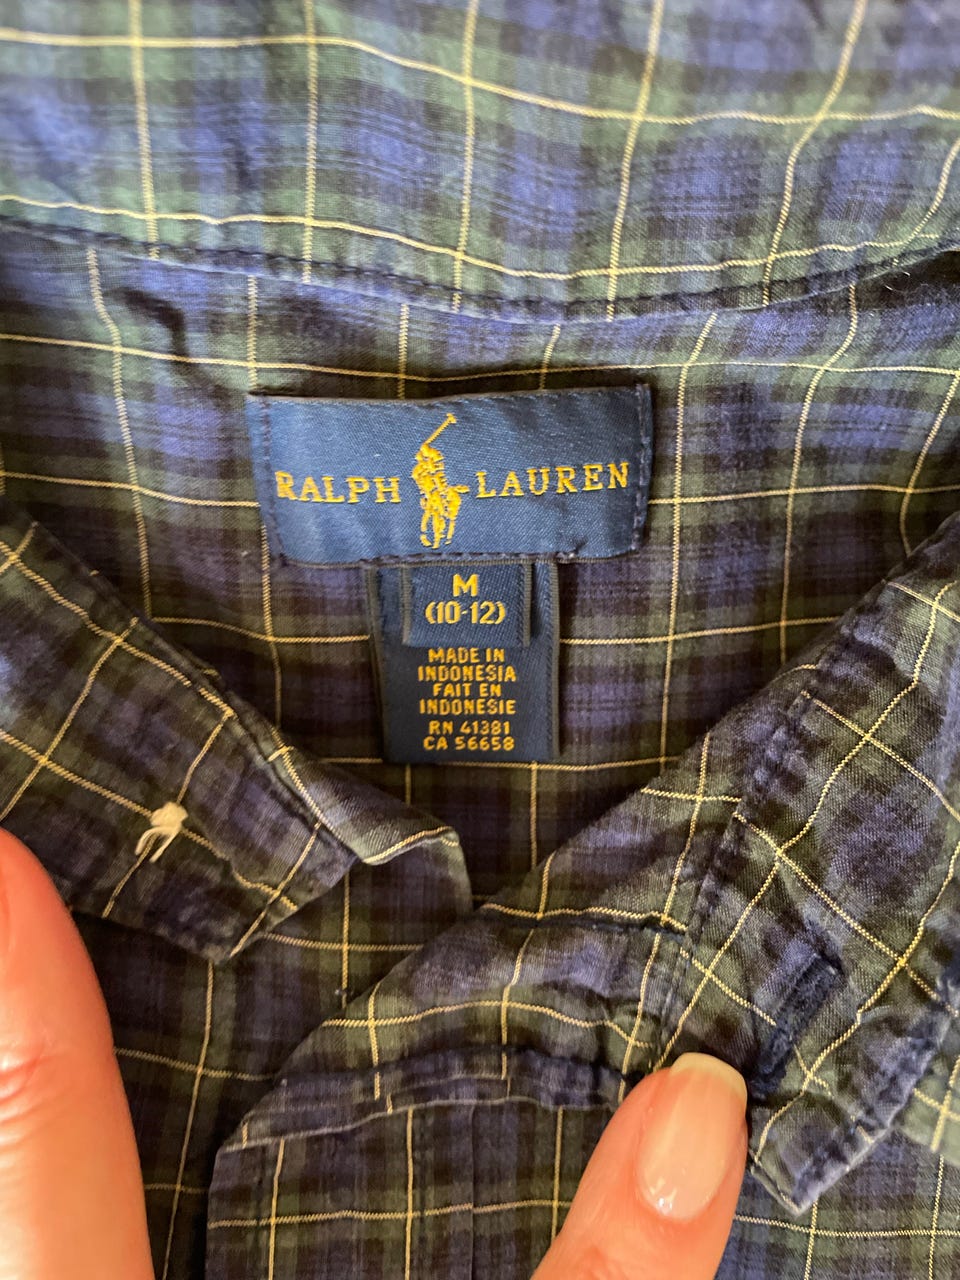 RALPH LAUREN
M
(10-12)
MADE IN
INDONESIA
FAIT EN
INDONESIE
RN 41381
CA 56658